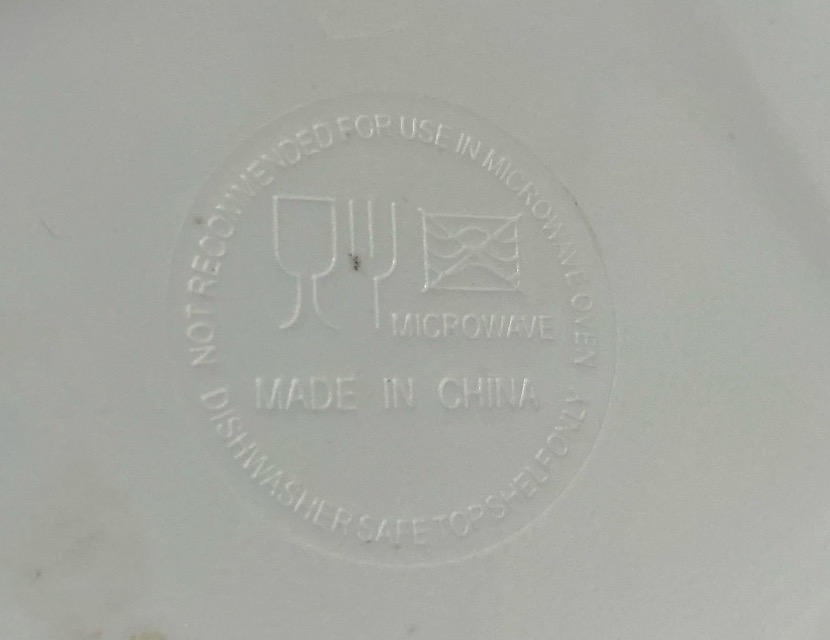 NOT RECOMMENDED FOR USE IN MICROWAVE OVEN
MICROWAVE
MADE IN CHINA
DISHWASHER SAFE TOP SHELF ONLY